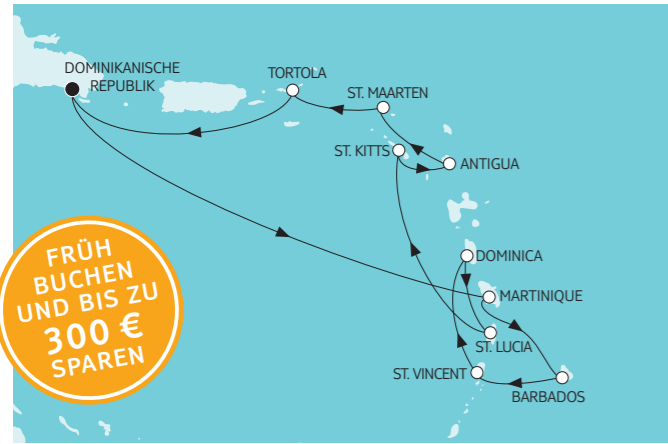 DOMINIKANISCHE
REPUBLIK
TORTOLA
ST. MAARTEN
ST. KITTS
ANTIGUA
DOMINICA
MARTINIQUE
ST. LUCIA
ST. VINCENT
BARBADOS
FRÜH
BUCHEN
UND BIS ZU
300 €
SPAREN